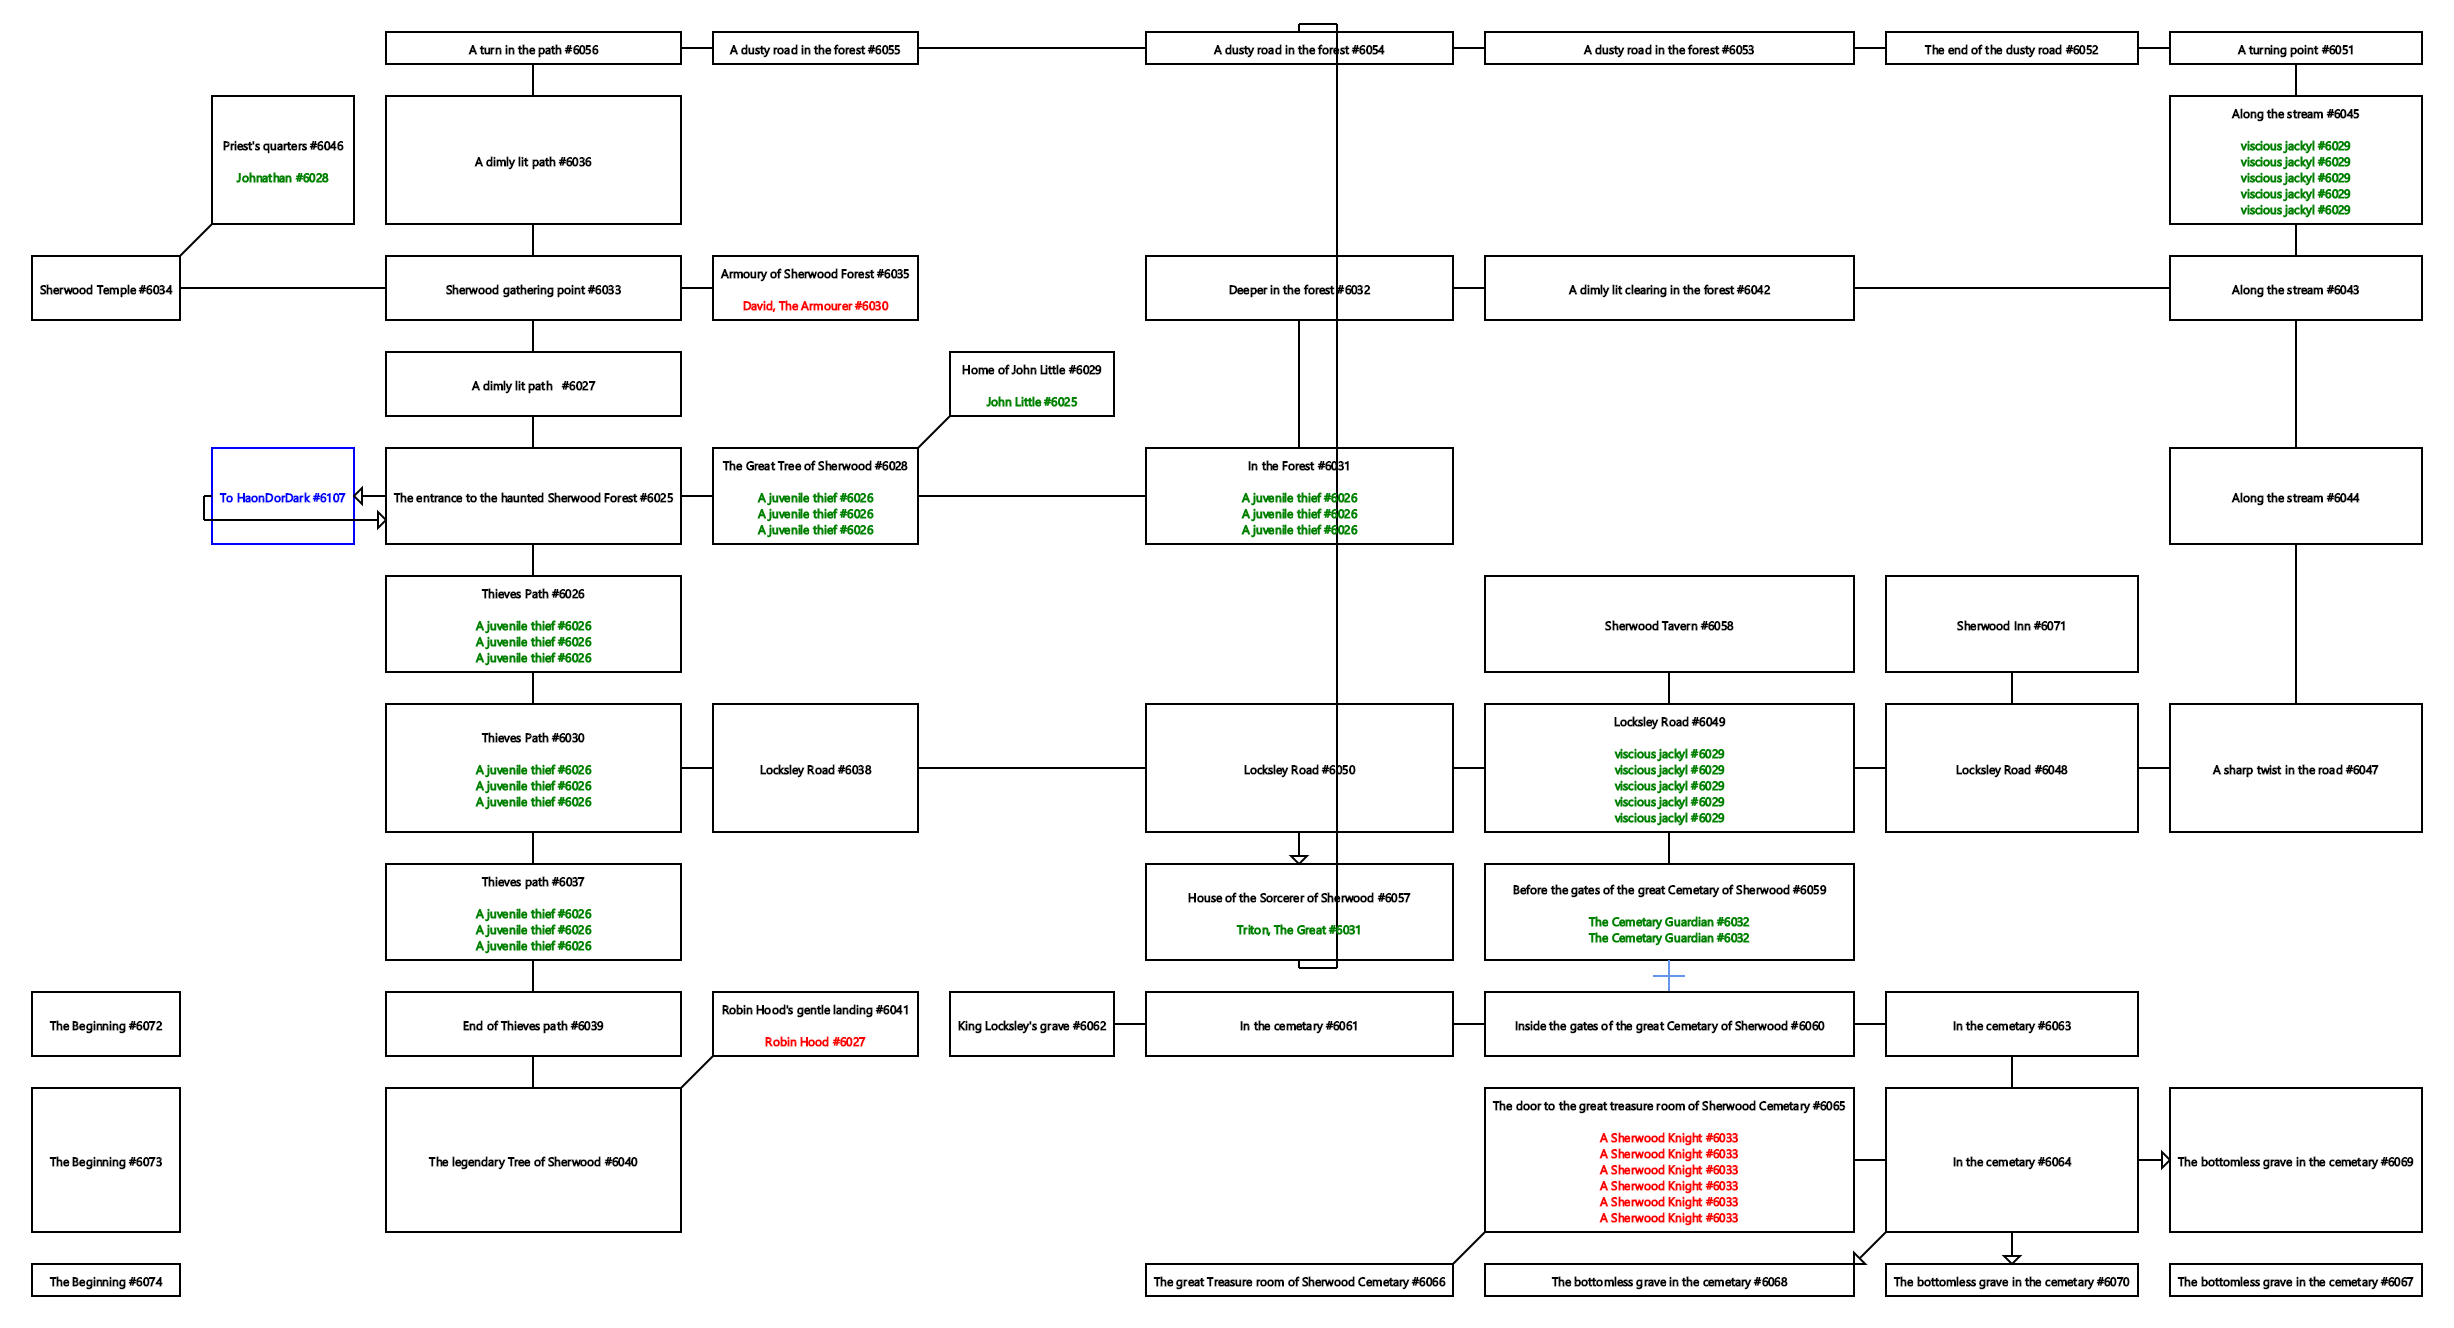 A turn in the path #6056
A dusty road in the forest #6055
A dusty road in the forest #6054
A dusty road in the forest #6053
The end of the dusty road #6052
A turning point #6051
Priest's quarters #6046
Johnathan #6028
A dimly lit path #6036
Along the stream #6045
viscious jackyl #6029
viscious jackyl #6029
viscious jackyl #6029
viscious jackyl #6029
viscious jackyl #6029
Sherwood Temple #6034
Sherwood gathering point #6033
Armoury of Sherwood Forest #6035
David, The Armourer #6030
Deeper in the forest #6032
A dimly lit clearing in the forest #6042
Along the stream #6043
A dimly lit path #6027
Home of John Little #6029
John Little #6025
To HaonDorDark #6107
The entrance to the haunted Sherwood Forest #6025
The Great Tree of Sherwood #6028
A juvenile thief #6026
A juvenile thief #6026
A juvenile thief #6026
In the Forest #6031
A juvenile thief #6026
A juvenile thief #6026
A juvenile thief #6026
Along the stream #6044
Thieves Path #6026
A juvenile thief #6026
A juvenile thief #6026
A juvenile thief #6026
Sherwood Tavern #6058
Sherwood Inn #6071
Thieves Path #6030
A juvenile thief #6026
A juvenile thief #6026
A juvenile thief #6026
Locksley Road #6038
Locksley Road #6050
Locksley Road #6049
viscious jackyl #6029
viscious jackyl #6029
viscious jackyl #6029
viscious jackyl #6029
viscious jackyl #6029
Locksley Road #6048
A sharp twist in the road #6047
Thieves path #6037
A juvenile thief #6026
A juvenile thief #6026
A juvenile thief #6026
House of the Sorcerer of Sherwood #6057
Triton, The Great #6031
Before the gates of the great Cemetary of Sherwood #6059
The Cemetary Guardian #6032
The Cemetary Guardian #6032
The Beginning #6072
End of Thieves path #6039
Robin Hood's gentle landing #6041
Robin Hood #6027
King Locksley's grave #6062
In the cemetary #6061
Inside the gates of the great Cemetary of Sherwood #6060
In the cemetary #6063
The Beginning #6073
The legendary Tree of Sherwood #6040
The door to the great treasure room of Sherwood Cemetary #6065
A Sherwood Knight #6033
A Sherwood Knight #6033
A Sherwood Knight #6033
A Sherwood Knight #6033
A Sherwood Knight #6033
A Sherwood Knight #6033
In the cemetary #6064
The bottomless grave in the cemetary #6069
The Beginning #6074
The great Treasure room of Sherwood Cemetary #6066
The bottomless grave in the cemetary #6068
The bottomless grave in the cemetary #6070
The bottomless grave in the cemetary #6067